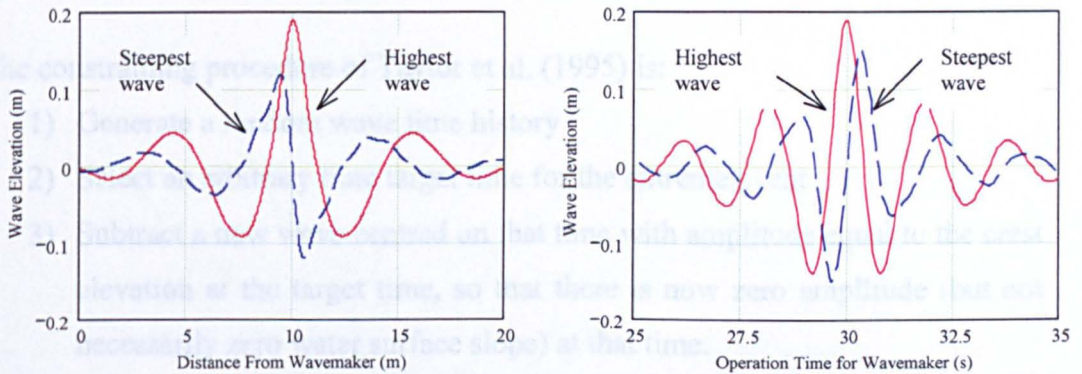 0.2
0.1
0
−0.1
−0.2
0
5
10
15
20
Wave Elevation (m)
Distance From Wavemaker (m)
Steepest
wave
Highest
wave
0.2
0.1
0
−0.1
−0.2
25
27.5
30
32.5
35
Wave Elevation (m)
Operation Time for Wavemaker (s)
Highest
wave
Steepest
wave
he constraining procedure of et al. (1995) is:
1) Generate a wave time history
2) Select an time for the
3) Subtract a new wave centred on that time with amplitude equal to the crest
elevation at the target time, so that there is now zero amplitude (but not
necessarily zero water surface slope) at that time.